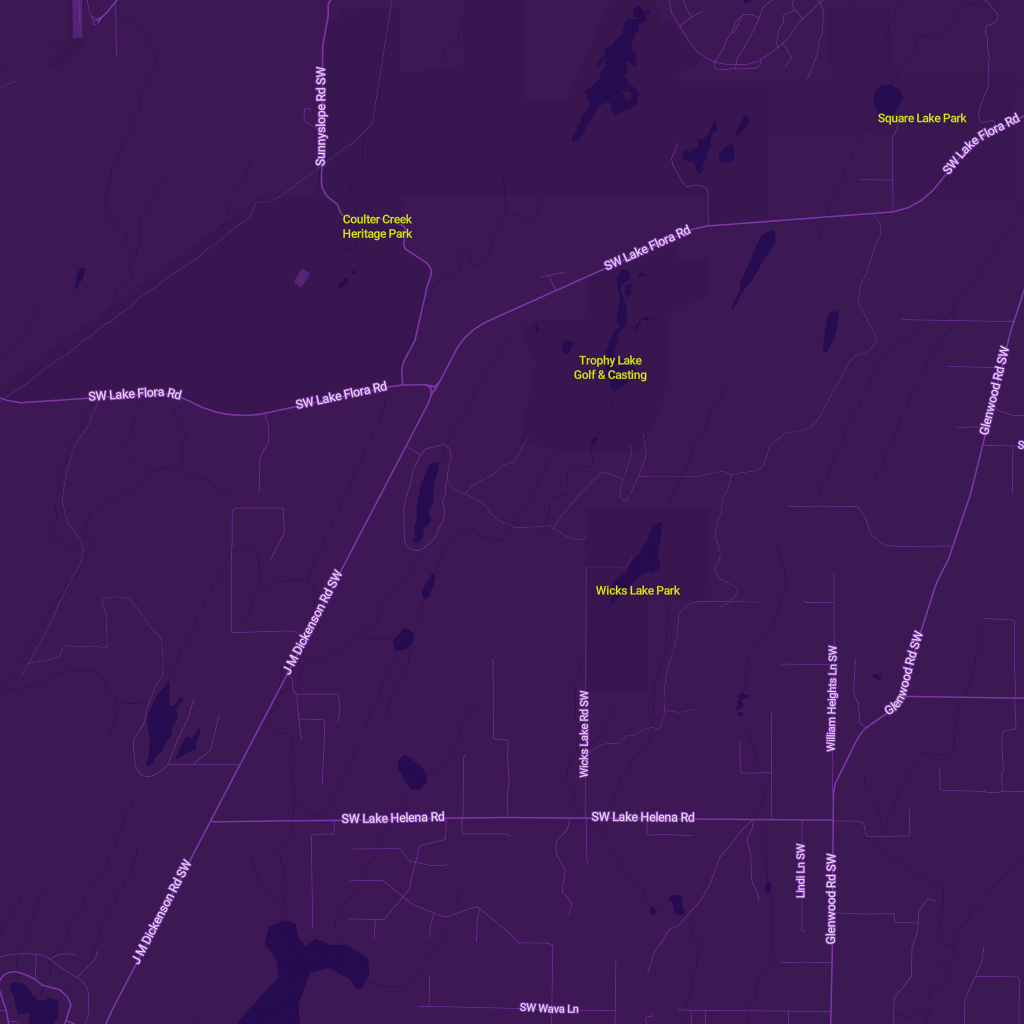 Sunnyslope Rd SW
Square Lake Park
SW Lake Flora Rd
Coulter Creek
Heritage Park
SW Lake Flora Rd
Trophy Lake
Golf & Casting
Glenwood Rd SW
SW Lake Flora Rd
SW Lake Flora Rd
S
Wicks Lake Park
J M Dickenson Rd SW
Glenwood Rd SW
William Heights Ln SW
Wicks Lake Rd SW
SW Lake Helena Rd
SW Lake Helena Rd
Lindi Ln SW
Glenwood Rd SW
J M Dickenson Rd SW
SW Wava Ln